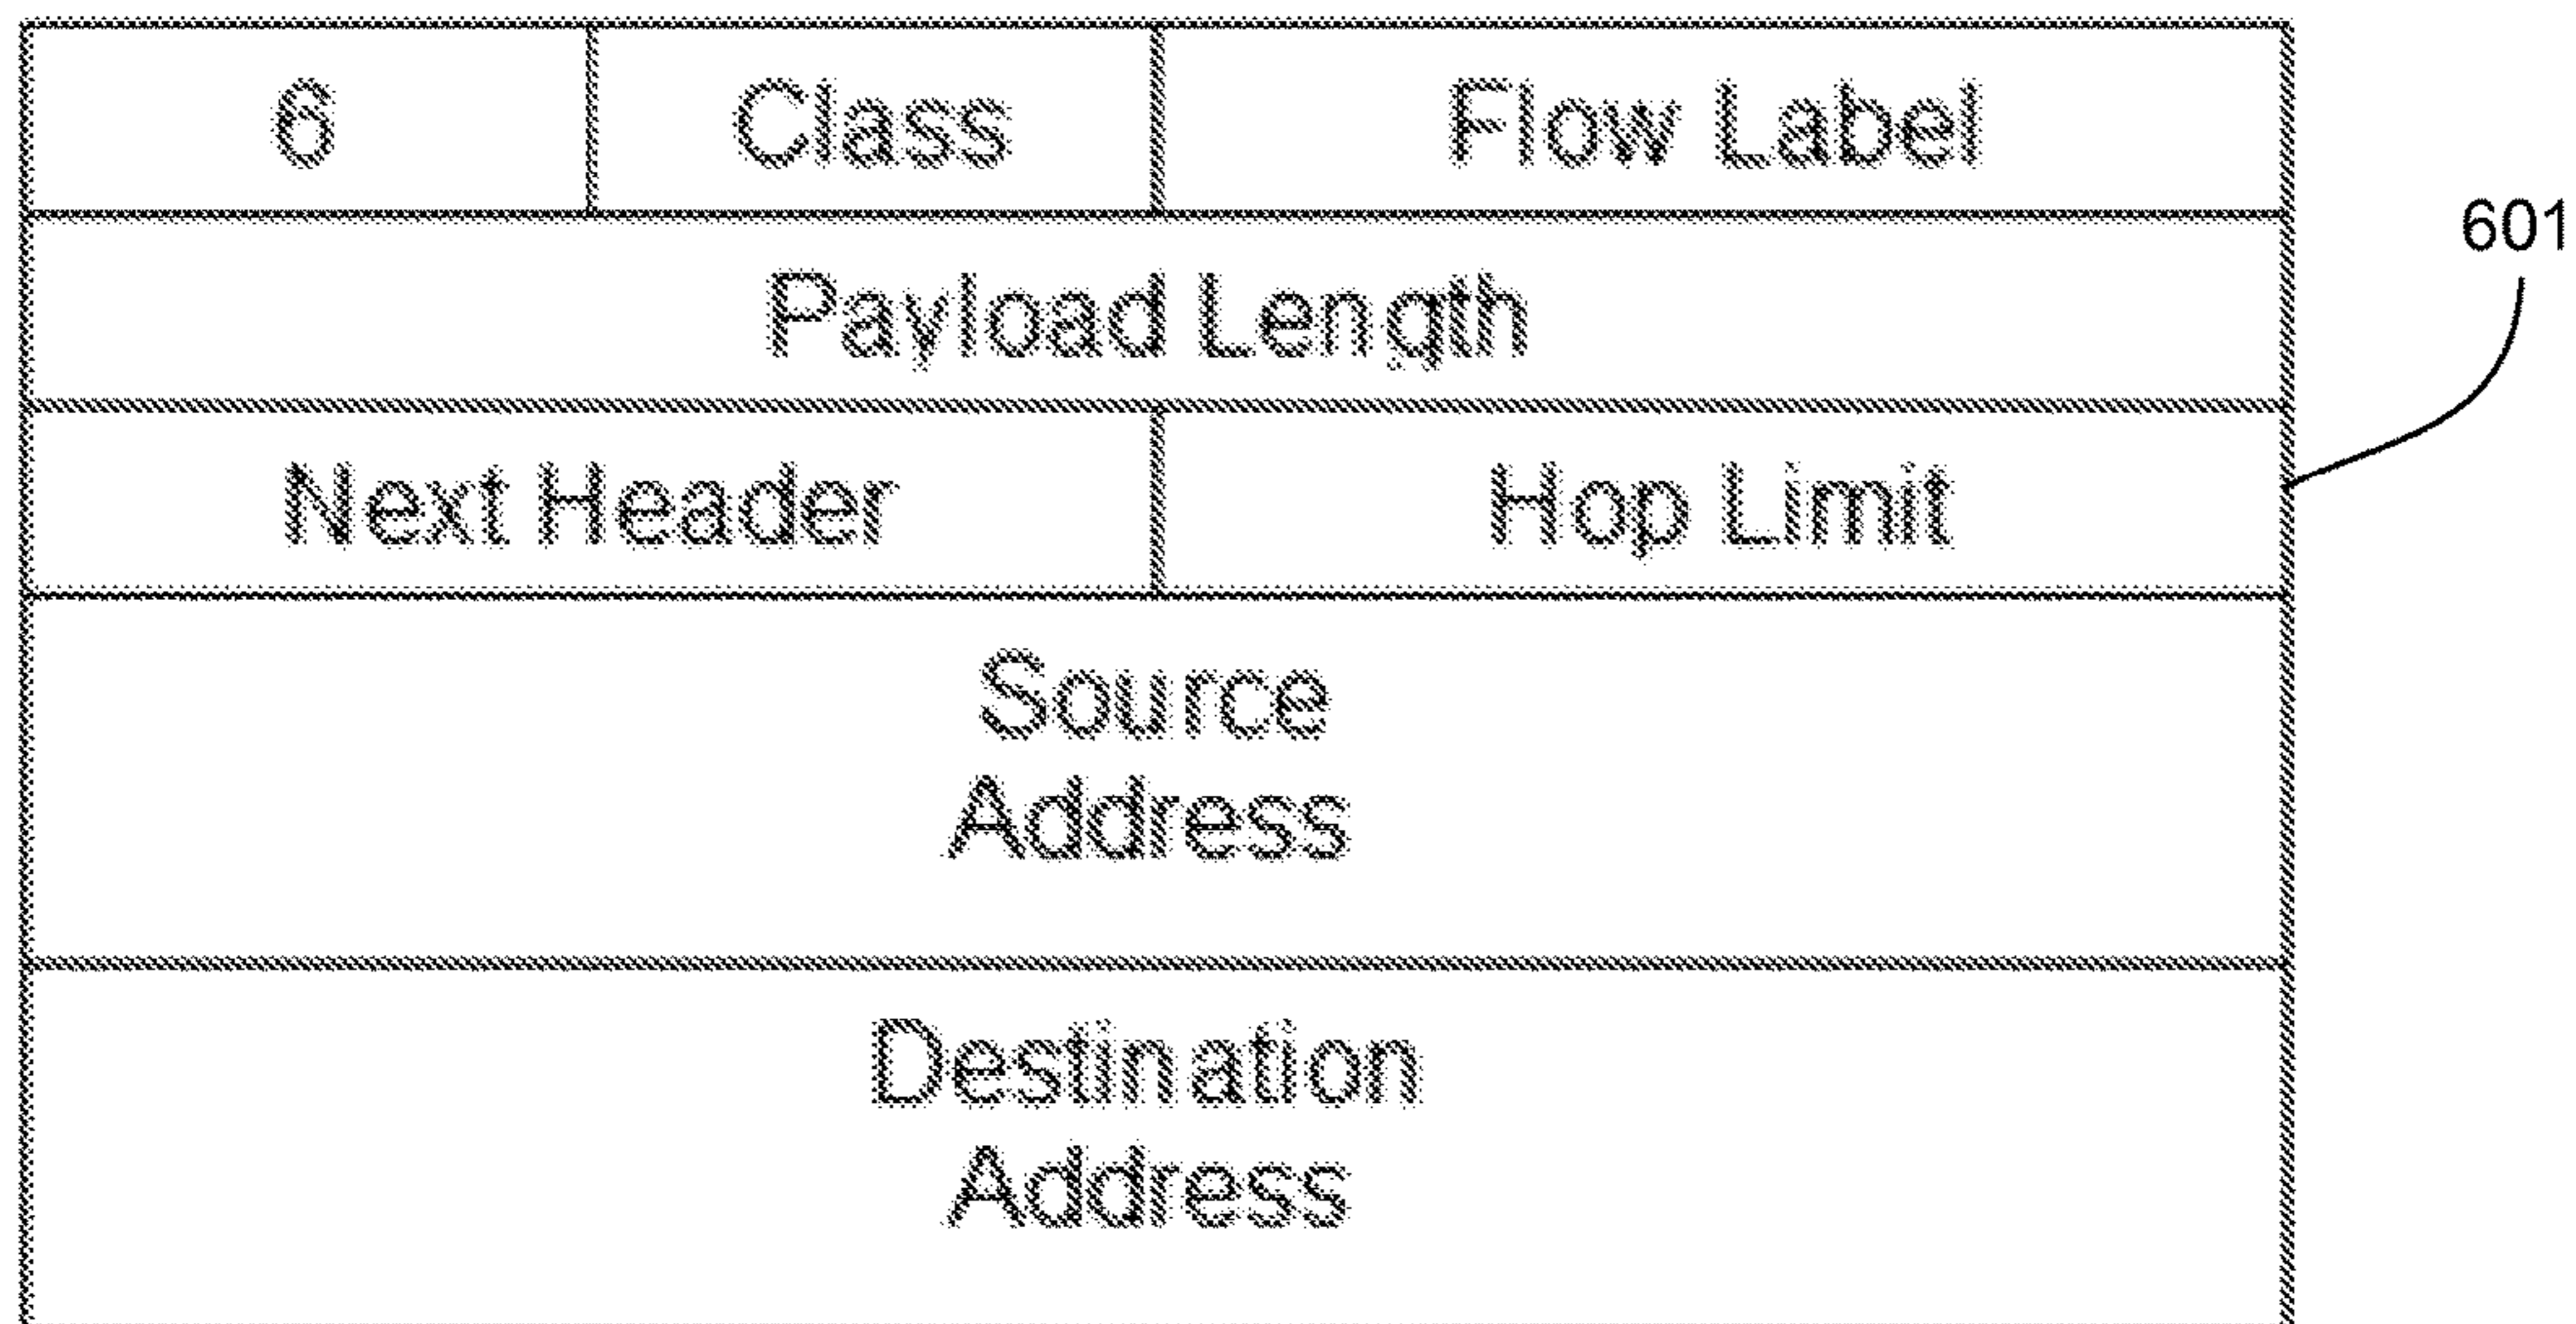 6 Class Flow Label
601
Payload Length
Next Header Hop Limit
Source
Address
Destination
Address